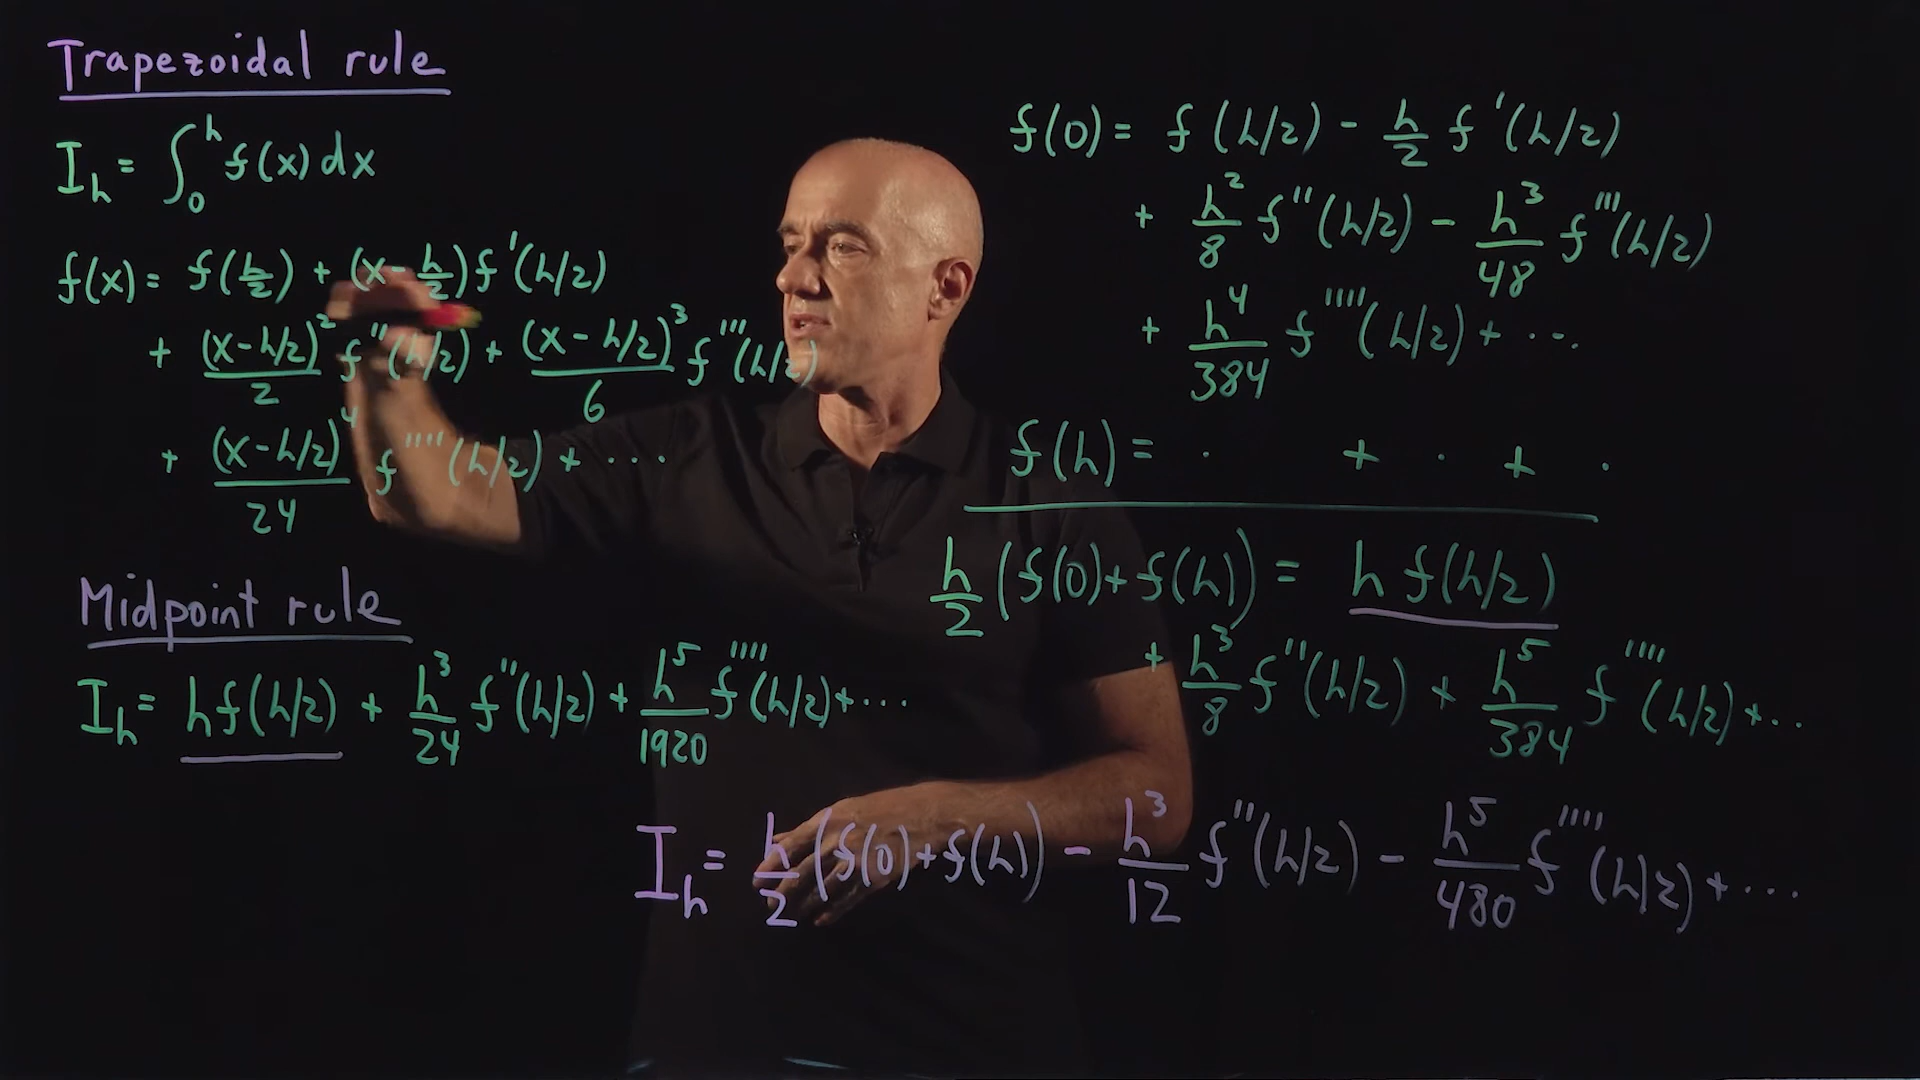 Trapezoidal rule
I_h = ∫_0^h f(x) dx
f(x) = f(h/2) + (x - h/2) f'(h/2)
+ (x-h/2)^2/2 f''(h/2) + (x-h/2)^3/6 f'''(h/2)
+ (x-h/2)^4/24 f''''(h/2) + ...
Midpoint rule
I_h = hf(h/2) + h^3/24 f''(h/2) + h^5/1920 f''''(h/2) + ...
f(0) = f(h/2) - h/2 f'(h/2)
+ h^2/8 f''(h/2) - h^3/48 f'''(h/2)
+ h^4/384 f''''(h/2) + ...
f(h) = . + . + .
h/2 (f(0)+f(h)) = h f(h/2)
+ h^3/8 f''(h/2) + h^5/384 f''''(h/2) + ...
I_h = h/2 (f(0)+f(h)) - h^3/12 f''(h/2) - h^5/480 f''''(h/2) + ...